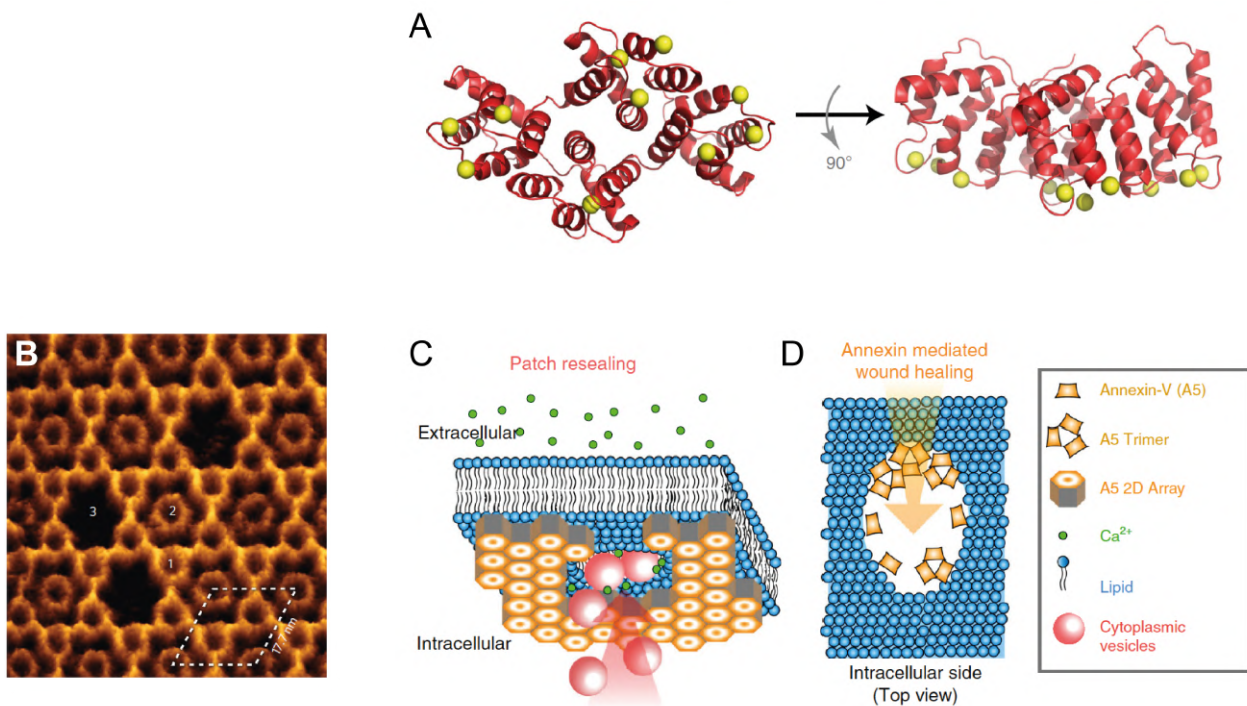 A
90°
B
3
2
1
17.7 nm
C
Patch resealing
Extracellular
Intracellular
D
Annexin mediated
wound healing
Intracellular side
(Top view)
Annexin-V (A5)
A5 Trimer
A5 2D Array
Ca²⁺
Lipid
Cytoplasmic
vesicles